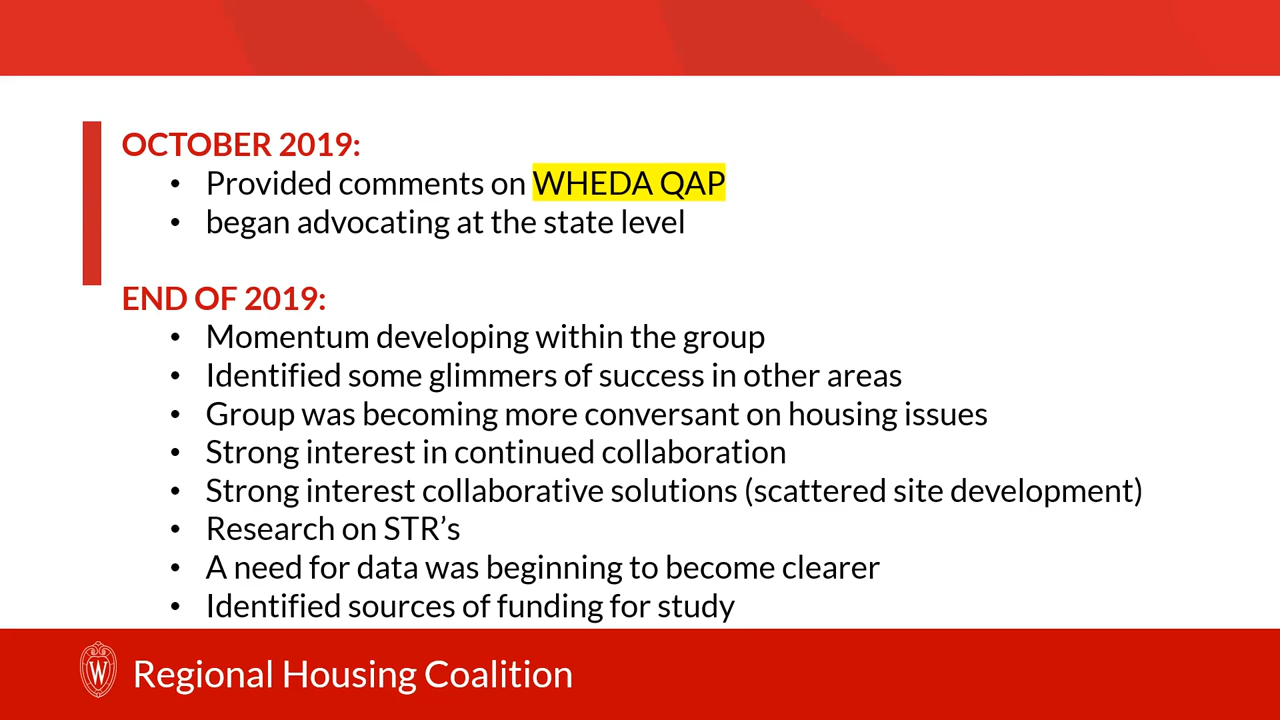 OCTOBER 2019:
• Provided comments on WHEDA QAP
• began advocating at the state level
END OF 2019:
• Momentum developing within the group
• Identified some glimmers of success in other areas
• Group was becoming more conversant on housing issues
• Strong interest in continued collaboration
• Strong interest collaborative solutions (scattered site development)
• Research on STR’s
• A need for data was beginning to become clearer
• Identified sources of funding for study
W
Regional Housing Coalition